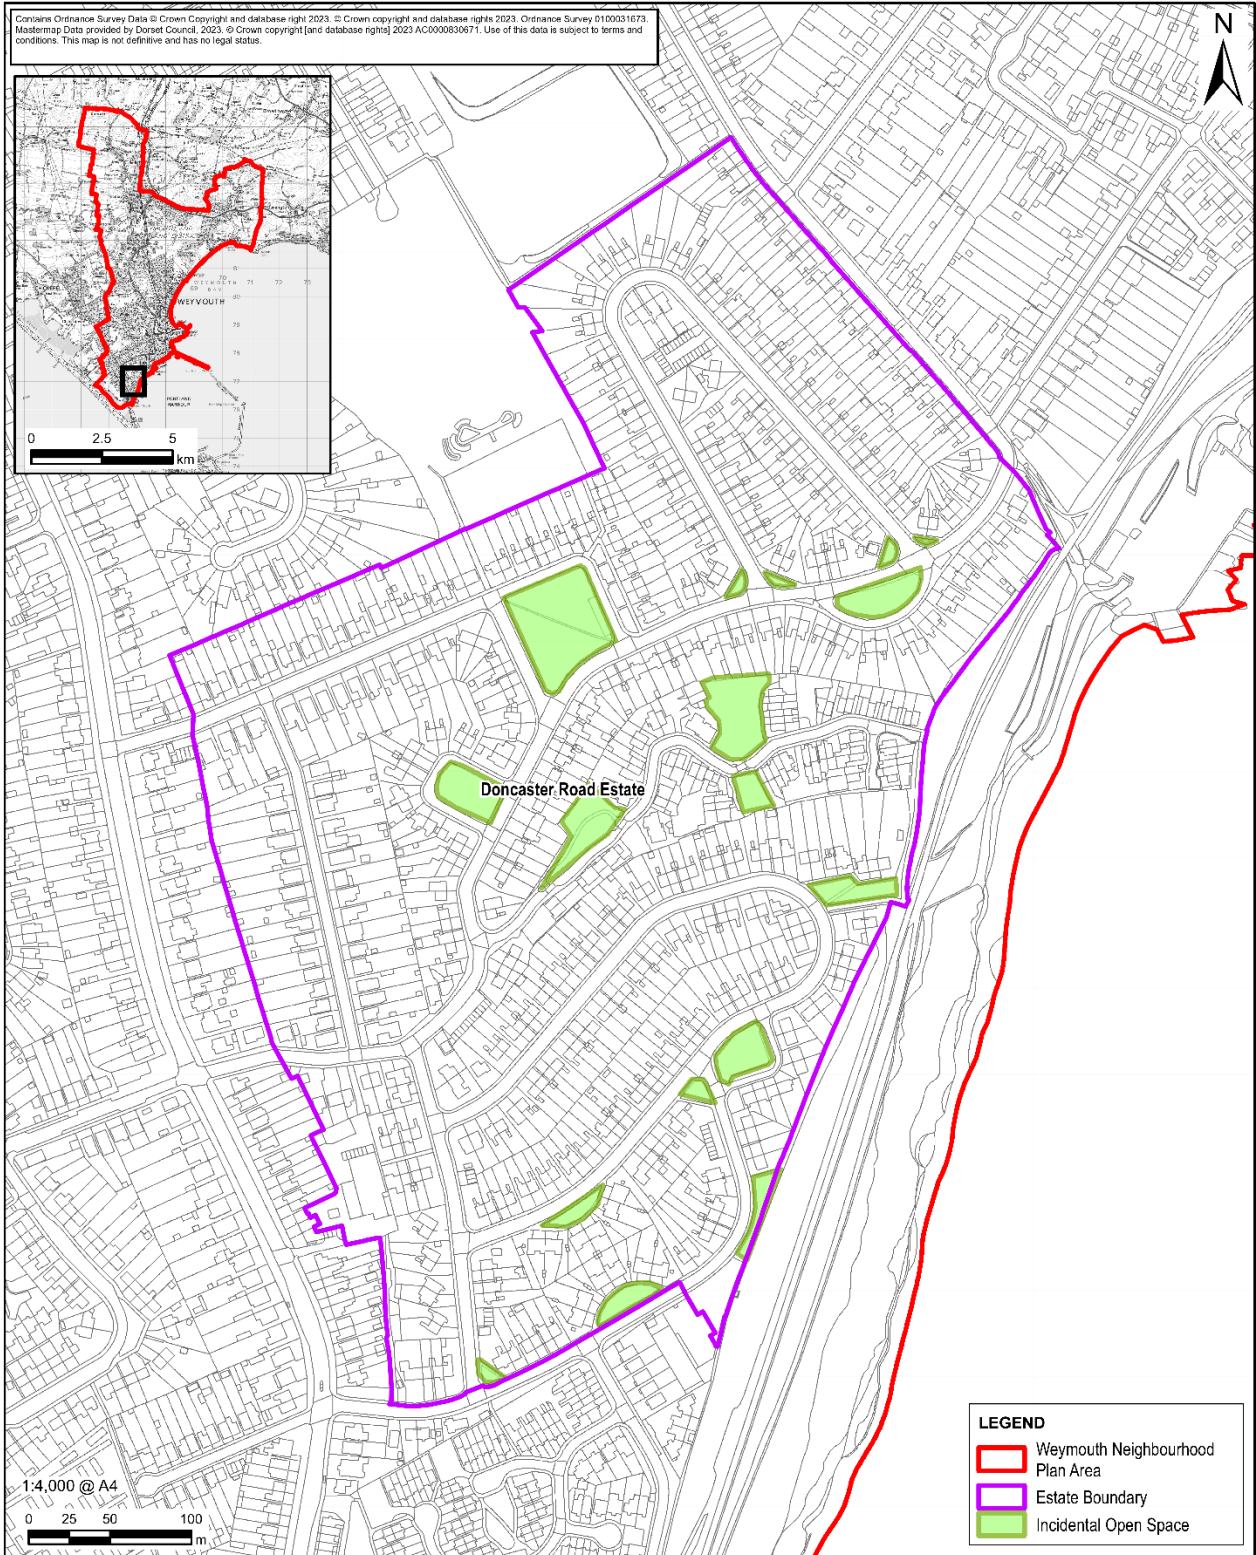 Contains Ordnance Survey Data © Crown Copyright and database right 2023. © Crown copyright and database rights 2023. Ordnance Survey 0100031673.
Mastermap Data provided by Dorset Council, 2023. © Crown copyright [and database rights] 2023 AC0000830671. Use of this data is subject to terms and
conditions. This map is not definitive and has no legal status.
N
WEYMOUTH
0 2.5 5
km
Doncaster Road Estate
1:4,000 @ A4
0 25 50 100
m
LEGEND
Weymouth Neighbourhood
Plan Area
Estate Boundary
Incidental Open Space